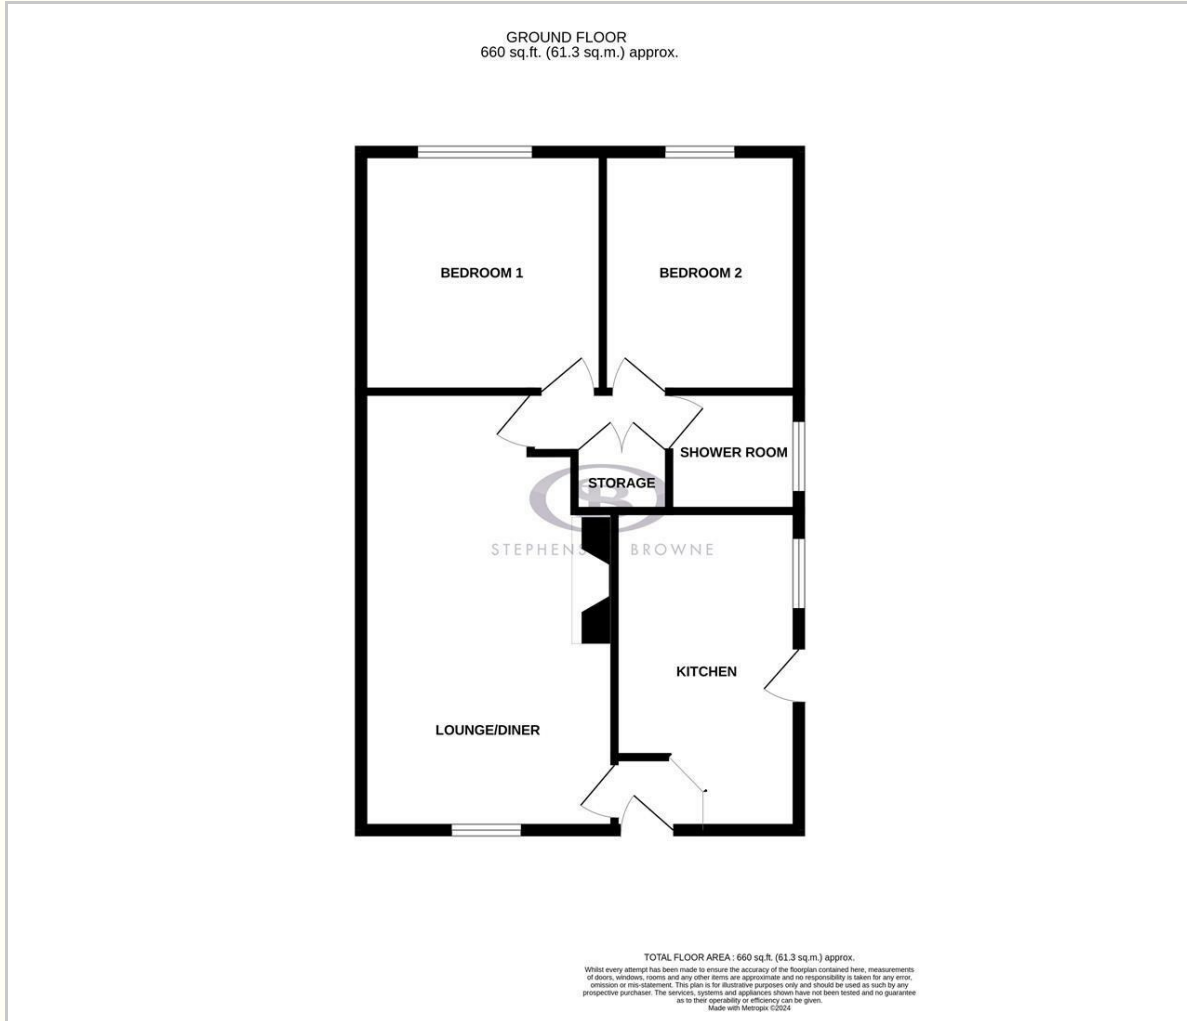 GROUND FLOOR
660 sq.ft. (61.3 sq.m.) approx.
BEDROOM 1
BEDROOM 2
SHOWER ROOM
STORAGE
STEPHENS BROWNE
KITCHEN
LOUNGE/DINER
TOTAL FLOOR AREA : 660 sq.ft. (61.3 sq.m.) approx.
Whilst every attempt has been made to ensure the accuracy of the floorplan contained here, measurements
of doors, windows, rooms and any other items are approximate and no responsibility is taken for any error,
omission or mis-statement. This plan is for illustrative purposes only and should be used as such by any
prospective purchaser. The services, systems and appliances shown have not been tested and no guarantee
as to their operability or efficiency can be given.
Made with Metropix ©2024